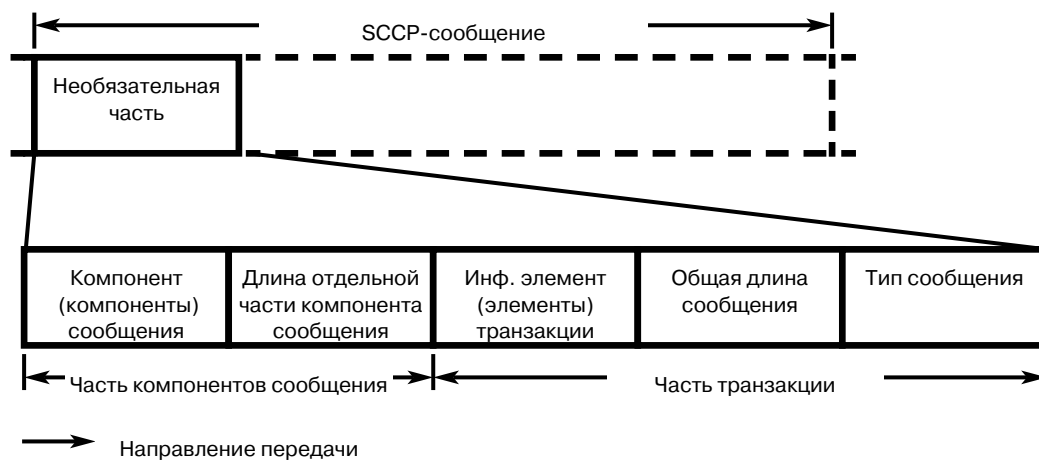 SCCP-сообщение
Необязательная
часть
Компонент
(компоненты)
сообщения
Длина отдельной
части компонента
сообщения
Инф. элемент
(элементы)
транзакции
Общая длина
сообщения
Тип сообщения
Часть компонентов сообщения
Часть транзакции
Направление передачи